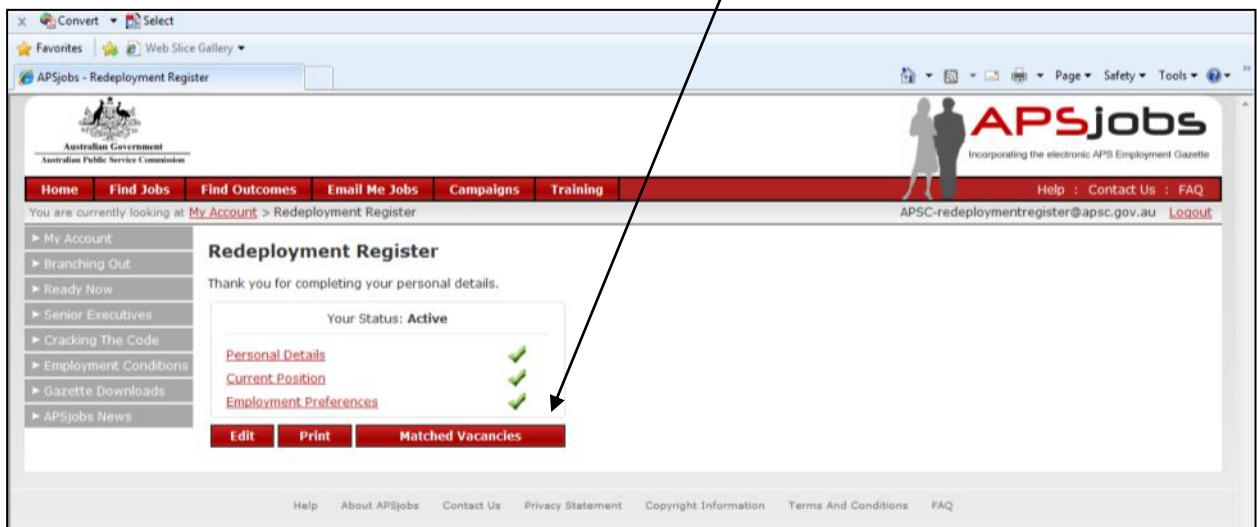 x Convert Select
Favorites Web Slice Gallery
APSjobs - Redeployment Register Page Safety Tools
Australian Government
Australian Public Service Commission
APSjobs
Incorporating the electronic APS Employment Gazette
Home Find Jobs Find Outcomes Email Me Jobs Campaigns Training Help : Contact Us : FAQ
You are currently looking at My Account > Redeployment Register APSC-redeploymentregister@apsc.gov.au Logout
► My Account
► Branching Out
► Ready Now
► Senior Executives
► Cracking The Code
► Employment Conditions
► Gazette Downloads
► APSjobs News
Redeployment Register
Thank you for completing your personal details.
Your Status: Active
Personal Details
Current Position
Employment Preferences
Edit Print Matched Vacancies
Help About APSjobs Contact Us Privacy Statement Copyright Information Terms And Conditions FAQ